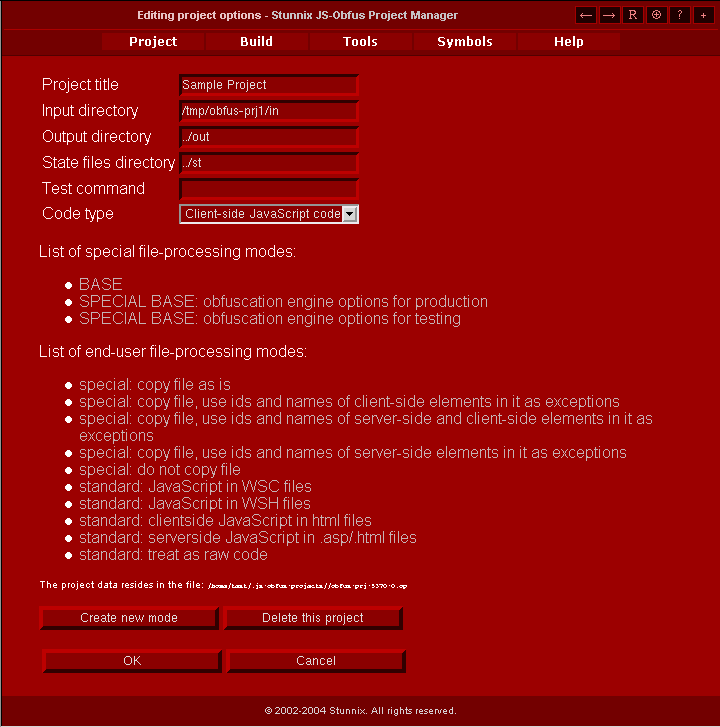 Editing project options - Stunnix JS-Obfus Project Manager
← → R ⊕ ? +
Project Build Tools Symbols Help
Project title Sample Project
Input directory /tmp/obfus-prj1/in
Output directory ../out
State files directory ../st
Test command
Code type Client-side JavaScript code
List of special file-processing modes:
BASE
SPECIAL BASE: obfuscation engine options for production
SPECIAL BASE: obfuscation engine options for testing
List of end-user file-processing modes:
special: copy file as is
special: copy file, use ids and names of client-side elements in it as exceptions
special: copy file, use ids and names of server-side and client-side elements in it as
exceptions
special: copy file, use ids and names of server-side elements in it as exceptions
special: do not copy file
standard: JavaScript in WSC files
standard: JavaScript in WSH files
standard: clientside JavaScript in html files
standard: serverside JavaScript in .asp/.html files
standard: treat as raw code
The project data resides in the file:
Create new mode Delete this project
OK Cancel
© 2002-2004 Stunnix. All rights reserved.